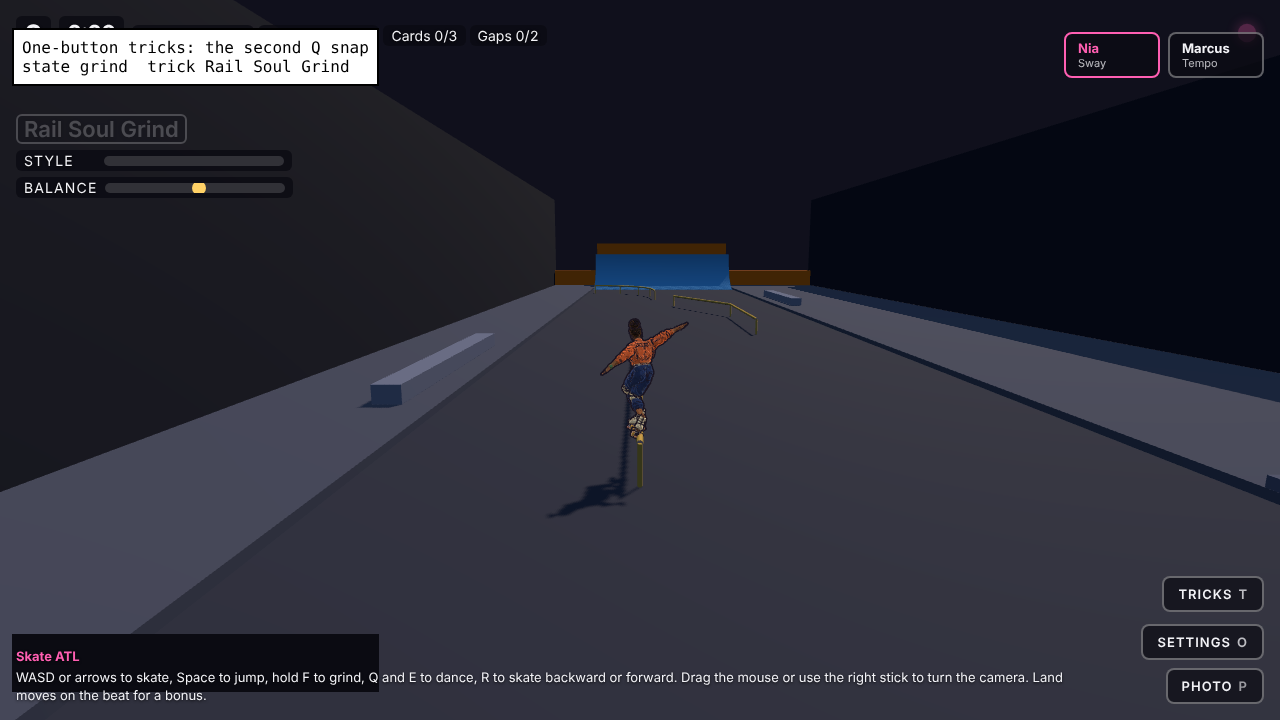 One-button tricks: the second Q snap
state grind  trick Rail Soul Grind
Cards 0/3
Gaps 0/2
Nia
Sway
Marcus
Tempo
Rail Soul Grind
STYLE
BALANCE
TRICKS T
SETTINGS O
PHOTO P
Skate ATL
WASD or arrows to skate, Space to jump, hold F to grind, Q and E to dance, R to skate backward or forward. Drag the mouse or use the right stick to turn the camera. Land
moves on the beat for a bonus.